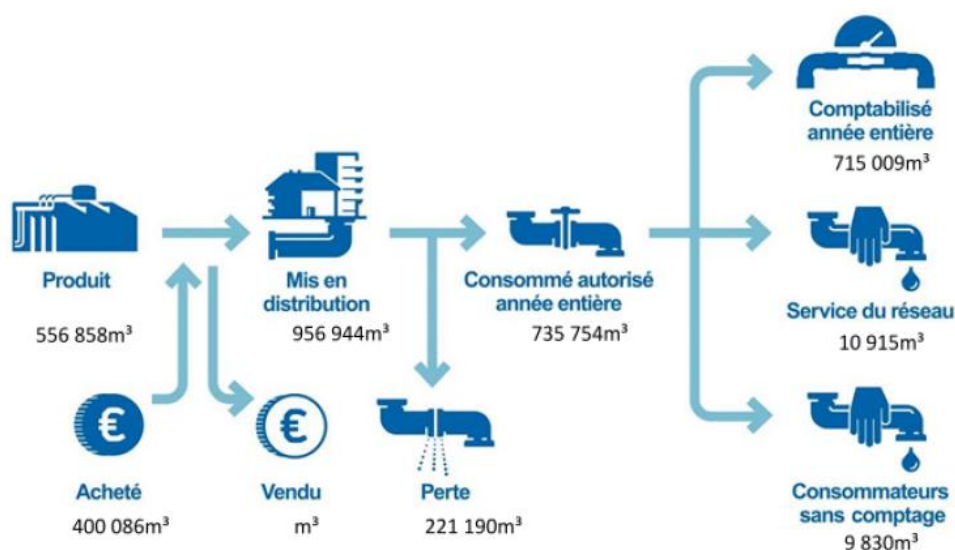 Comptabilisé
année entière
715 009m³
Produit
556 858m³
Mis en
distribution
956 944m³
Consommé autorisé
année entière
735 754m³
Service du réseau
10 915m³
€
Acheté
400 086m³
€
Vendu
m³
Perte
221 190m³
Consommateurs
sans comptage
9 830m³